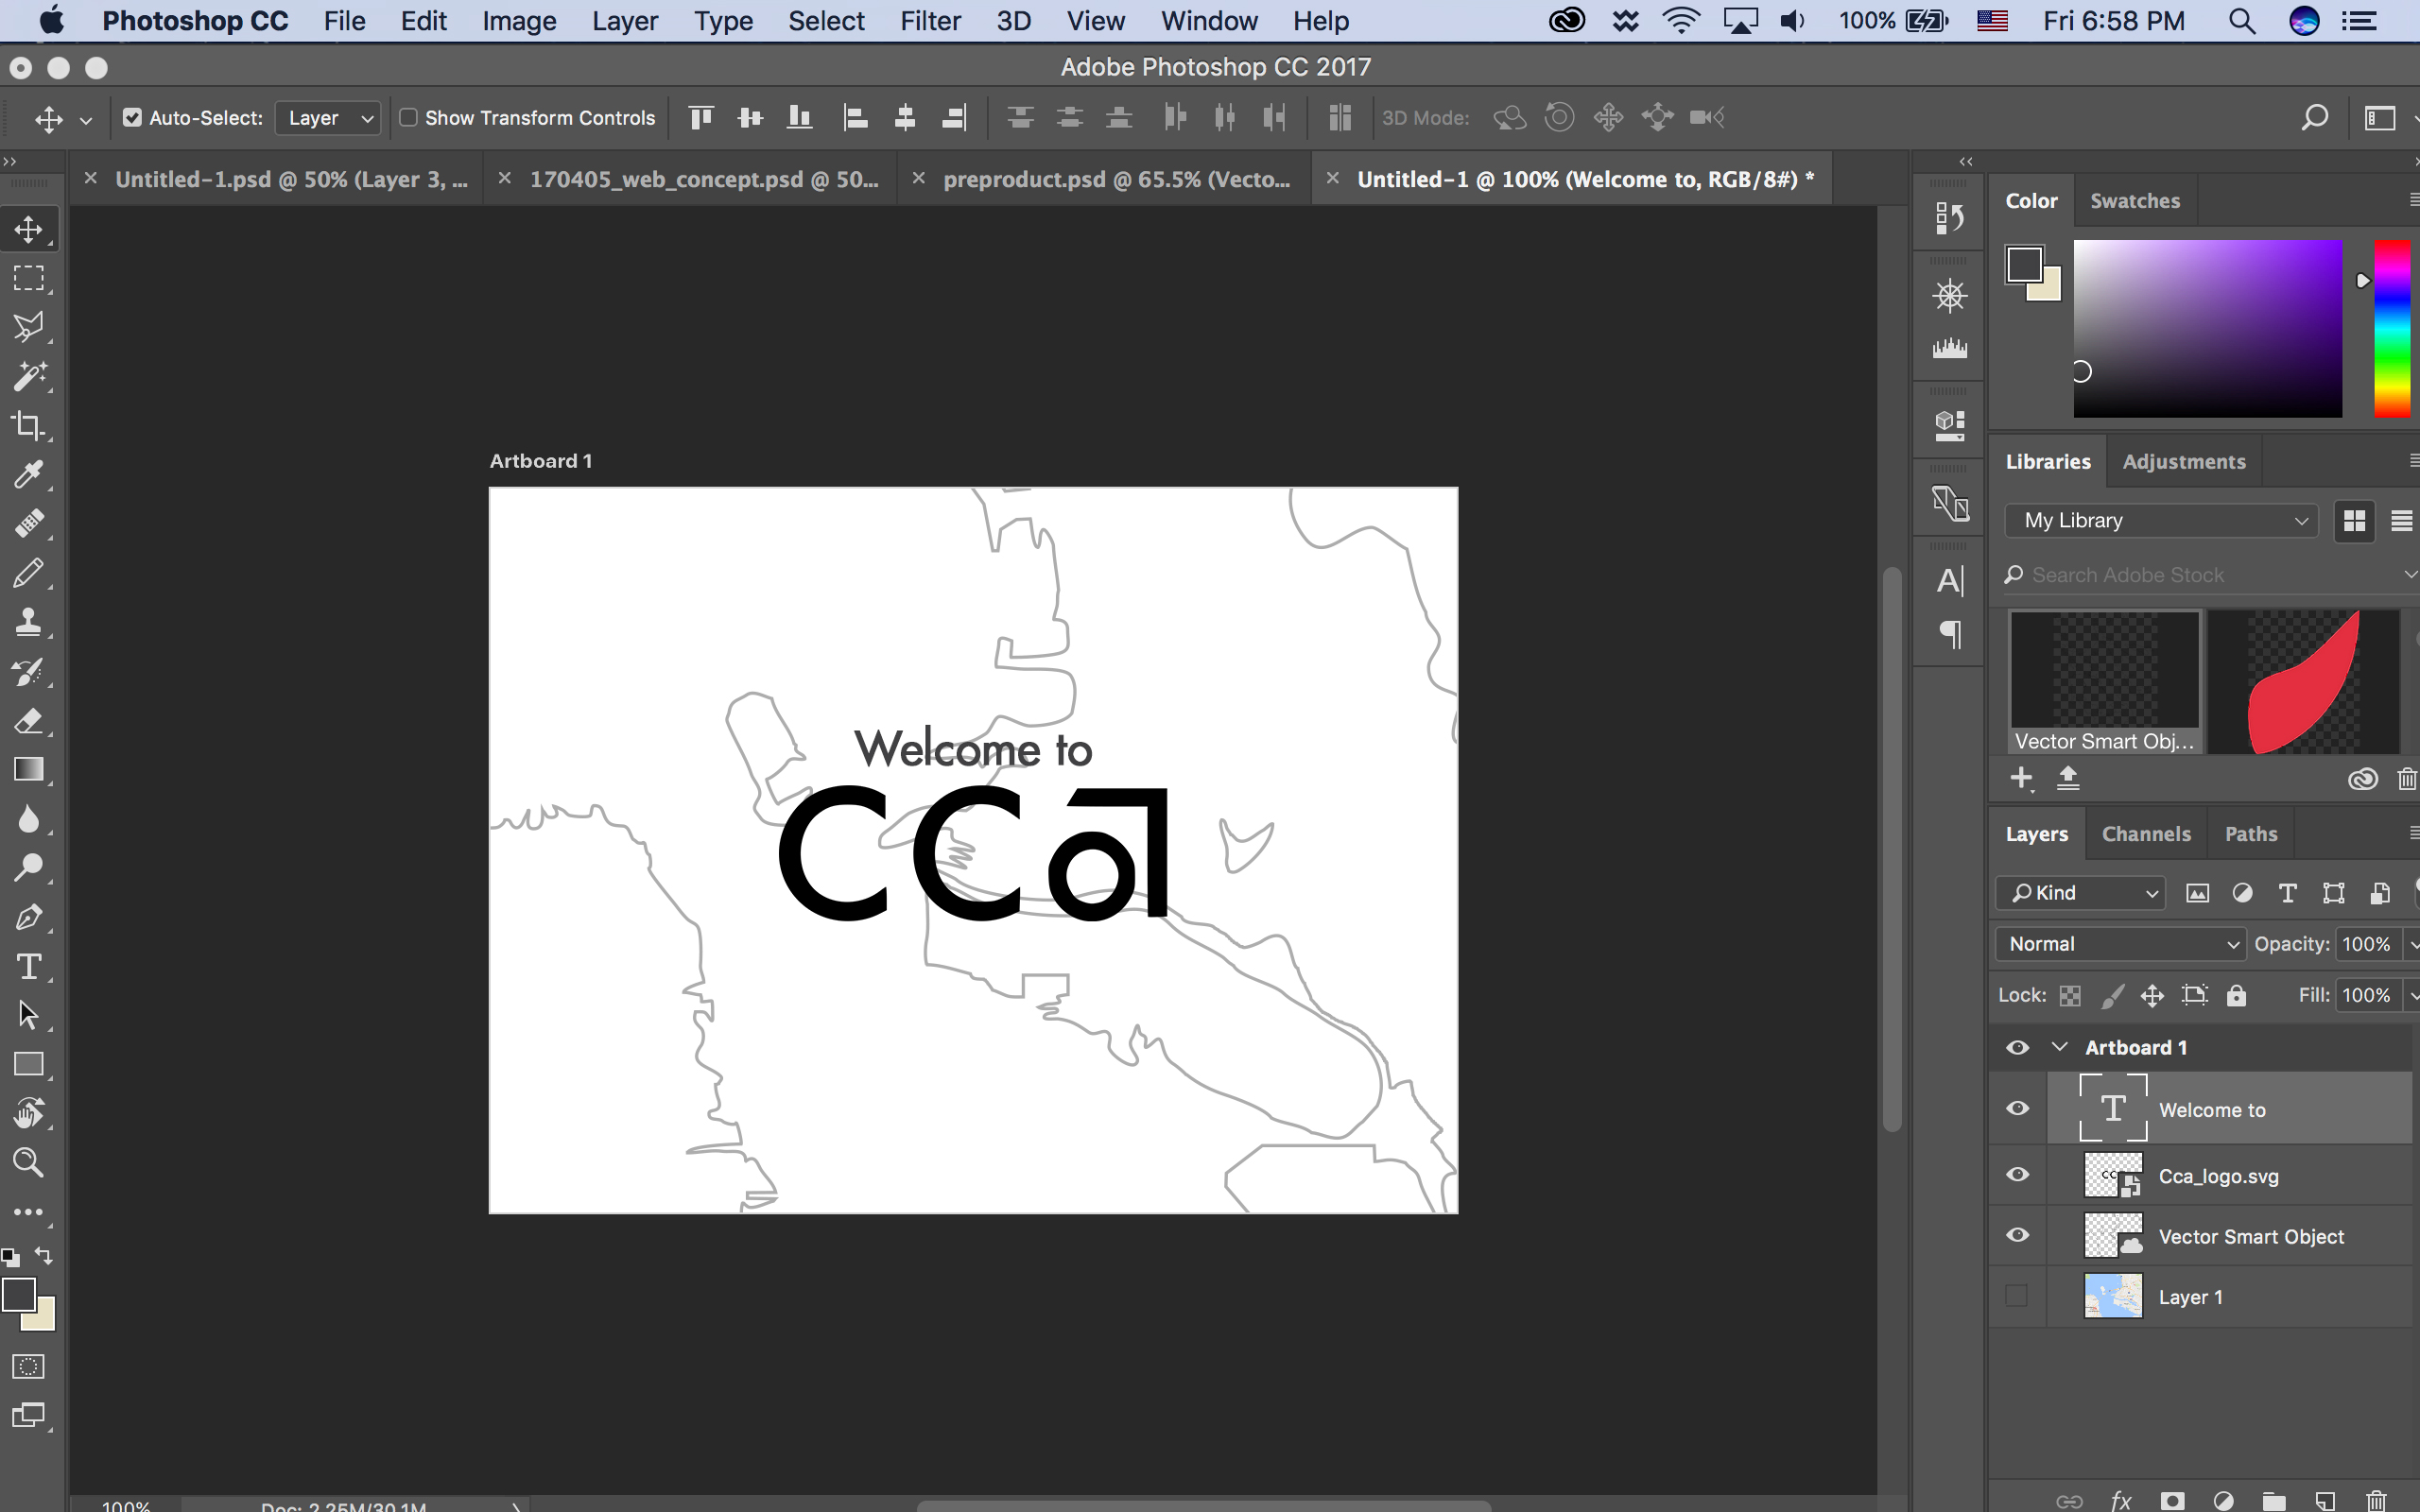 Photoshop CC File Edit Image Layer Type Select Filter 3D View Window Help 100% Fri 6:58 PM
Adobe Photoshop CC 2017
Auto-Select: Layer Show Transform Controls 3D Mode:
Untitled-1.psd @ 50% (Layer 3, ... 170405_web_concept.psd @ 50... preproduct.psd @ 65.5% (Vecto... Untitled-1 @ 100% (Welcome to, RGB/8#) *
Color Swatches
Artboard 1
Libraries Adjustments
My Library
Search Adobe Stock
Vector Smart Obj...
Welcome to
CCa
Layers Channels Paths
Kind
Normal Opacity: 100%
Lock: Fill: 100%
Artboard 1
Welcome to
Cca_logo.svg
Vector Smart Object
Layer 1
100% Doc: 2.25M/30.1M
fx